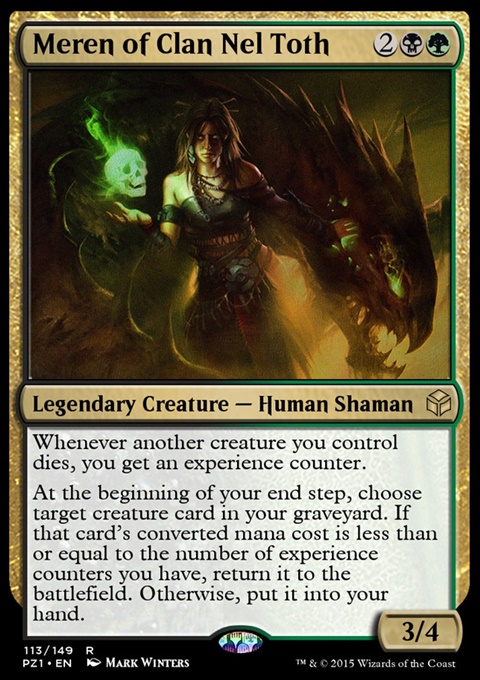 Meren of Clan Nel Toth 2
Legendary Creature — Human Shaman
Whenever another creature you control
dies, you get an experience counter.
At the beginning of your end step, choose
target creature card in your graveyard. If
that card's converted mana cost is less than
or equal to the number of experience
counters you have, return it to the
battlefield. Otherwise, put it into your
hand.
3/4
113/149 R
PZ1 • EN Mark Winters
™ & © 2015 Wizards of the Coast